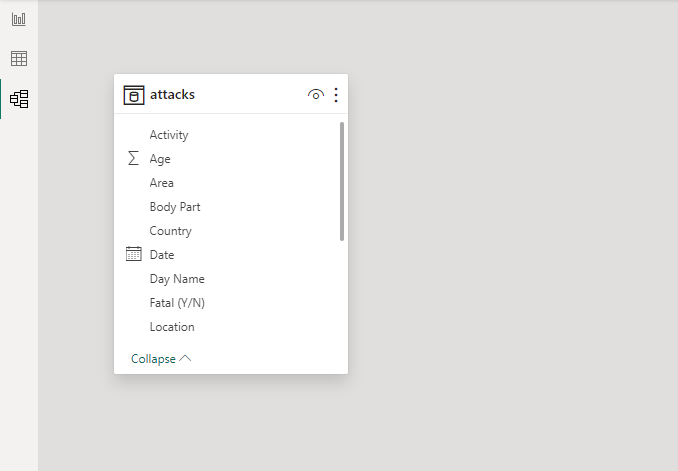 attacks
Activity
Age
Area
Body Part
Country
Date
Day Name
Fatal (Y/N)
Location
Collapse